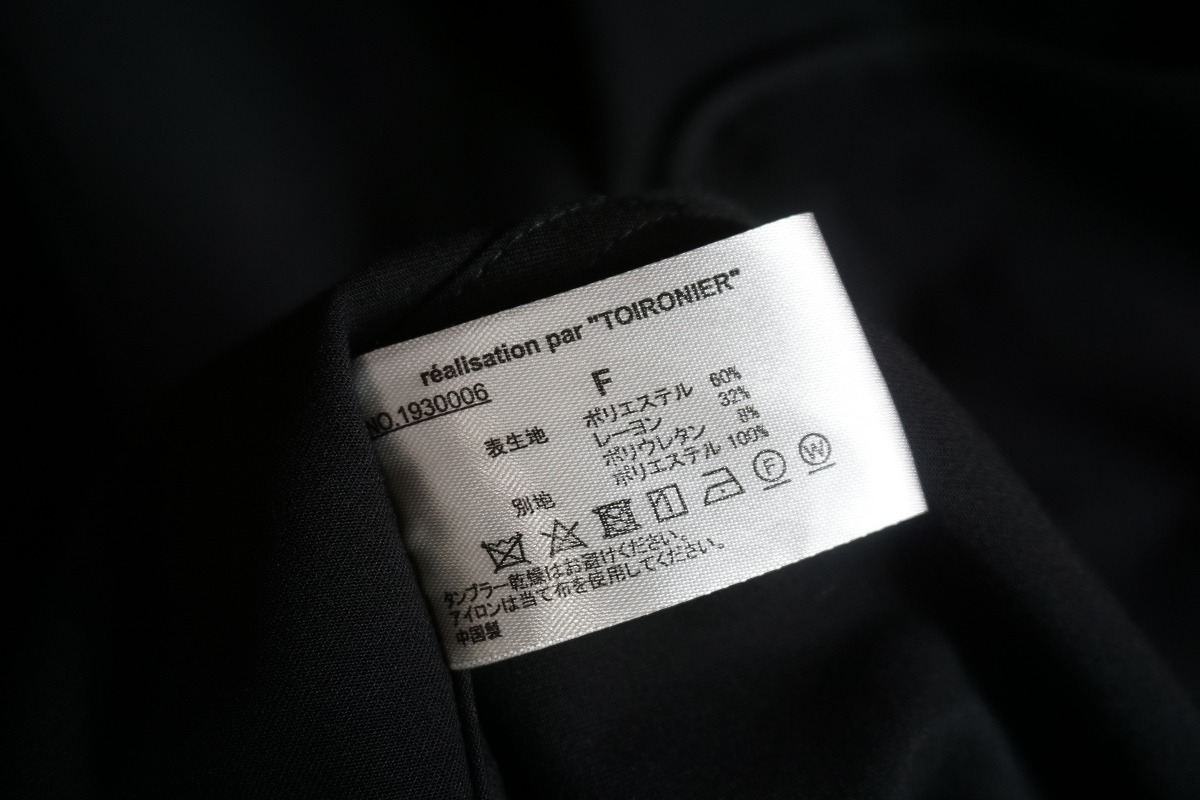 réalisation par "TOIRONIER"
NO.1930006
F
表生地 ポリエステル 60%
レーヨン 32%
ポリウレタン 8%
別地 ポリエステル 100%
F W
タンブラー乾燥はお避けください。
アイロンは当て布を使用してください。
中国製